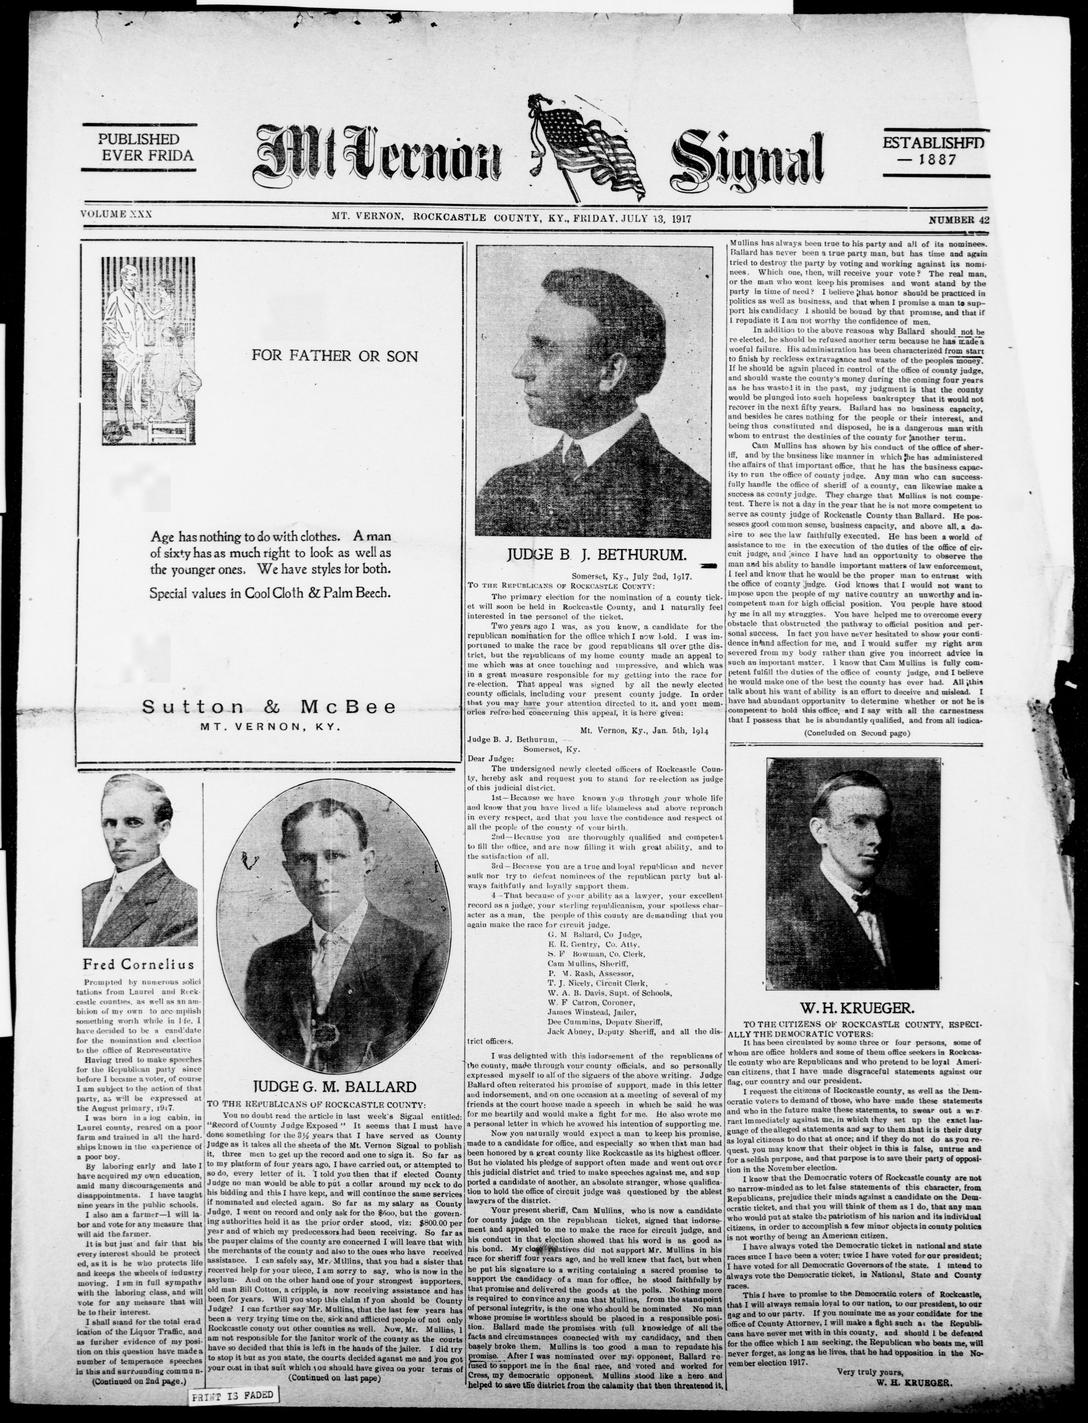 PUBLISHED
EVER FRIDA
Mt Vernon Signal
ESTABLISHED
— 1887
VOLUME XXX
MT. VERNON, ROCKCASTLE COUNTY, KY., FRIDAY, JULY 13, 1917
NUMBER 42
FOR FATHER OR SON
Age has nothing to do with clothes. A man
of sixty has as much right to look as well as
the younger ones. We have styles for both.
Special values in Cool Cloth & Palm Beech.
Sutton & McBee
MT. VERNON, KY.
Fred Cornelius
Prompted by numerous solici
tations from Laurel and Rock-
castle counties, as well as an am-
bition of my own to accmplish
something worth while in life, I
have decided to be a cand'date
for the nomination and election
to the office of Representative
Having tried to make speeches
for the Republican party since
before I became a voter, of course
I am subject to the action of that
party, as will be expressed at
the August primary, 1917.
I was born in a log cabin, in
Laurel county, reared on a poor
farm and trained in all the hard-
ships known in the experience of
a poor boy.
By laboring early and late I
have acquired my own education,
amid many discouragements and
disappointments. I have taught
nine years in the public schools.
I also am a farmer—I will la-
bor and vote for any measure that
will aid the farmer.
It is but just and fair that his
every interest should be protect
ed, as it is he who protects life
and keeps the wheels of industry
moving. I am in full sympathy
with the laboring class, and will
vote for any measure that will
be to their interest.
I shall stand for the total erad
ication of the Liquor Traffic, and
as further evidence of my posi-
tion on this question have made a
number of temperance speeches
in this and surrounding commun-
(Continued on 2nd page.)
JUDGE G. M. BALLARD
TO THE REPUBLICANS OF ROCKCASTLE COUNTY:
You no doubt read the article in last week's Signal entitled:
"Record of County Judge Exposed" It seems that I must have
done something for the 3½ years that I have served as County
Judge as it takes all the sheets of the Mt. Vernon Signal to publish
it, three men to get up the record and one to sign it. So far as
to my platform of four years ago, I have carried out, or attempted to
so do, every letter of it. I told you then that if elected County
Judge no man would be able to put a collar around my neck to do
his bidding and this I have kept, and will continue the same services
if nominated and elected again. So far as my salary as County
Judge, I went on record and only ask for the $600, but the govern-
ing authorities held it as the prior order stood, viz: $800.00 per
year and of which my predecessors had been receiving. So far as
the pauper claims of the county are concerned I will leave that with
the merchants of the county and also to the ones who have received
assistance. I can safely say, Mr. Mullins, that you had a sister that
received help for your niece, I am sorry to say, who is now in the
asylum. And on the other hand one of your strongest supporters,
old man Bill Cotton, a cripple, is now receiving assistance and has
been for years. Will you stop this claim if you should be County
Judge? I can further say Mr. Mullins, that the last few years has
been a very trying time on the sick and afflicted people of not only
Rockcastle county but other counties as well. Now, Mr. Mullins, I
am not responsible for the Janitor work of the county as the courts
have so decided that this is left in the hands of the jailer. I did try
to stop it but as you state, the courts decided against me and you got
your cost in that suit which you should have given on your terms of
(Continued on last pape)
JUDGE B J. BETHURUM.
Somerset, Ky., July 2nd, 1917.
TO THE REPUBLICANS OF ROCKCASTLE COUNTY:
The primary election for the nomination of a county tick-
et will soon be held in Rockcastle County, and I naturally feel
interested in the personel of the ticket.
Two years ago I was, as you know, a candidate for the
republican nomination for the office which I now hold. I was im-
portuned to make the race by good republicans all over the dis-
trict, but the republicans of my home county made an appeal to
me which was at once touching and impressive, and which was
in a great measure responsible for my getting into the race for
re-election. That appeal was signed by all the newly elected
county officials, including your present county judge. In order
that you may have your attention directed to it, and your mem-
ories refreshed concerning this appeal, it is here given:
Mt. Vernon, Ky., Jan. 5th, 1914
Judge B. J. Bethurum,
Somerset, Ky.
Dear Judge:
The undersigned newly elected officers of Rockcastle Coun-
ty, hereby ask and request you to stand for re-election as judge
of this judicial district.
1st—Because we have known you through your whole life
and know that you have lived a life blameless and above reproach
in every respect, and that you have the confidence and respect of
all the people of the county of your birth.
2nd—Because you are thoroughly qualified and competent
to fill the office, and are now filling it with great ability, and to
the satisfaction of all.
3rd—Because you are a true and loyal republican and never
sulk nor try to defeat nominees of the republican party but al-
ways faithfully and loyally support them.
4—That because of your ability as a lawyer, your excellent
record as a judge, your sterling republicanism, your spotless char-
acter as a man, the people of this county are demanding that you
again make the race for circuit judge.
G. M. Ballard, Co Judge,
E. R. Gentry, Co. Atty.
S. F Bowman, Co. Clerk,
Cam Mullins, Sheriff,
P. M. Rash, Assessor,
T. J. Nicely, Circuit Clerk,
W. A. B. Davis, Supt. of Schools,
W. F Catron, Coroner,
James Winstead, Jailer,
Dee Cummins, Deputy Sheriff,
Jack Abney, Deputy Sheriff, and all the dis-
trict officers.
I was delighted with this indorsement of the republicans of
the county, made through your county officials, and so personally
expressed myself to all of the signers of the above writing. Judge
Ballard often reiterated his promise of support, made in this letter
and indorsement, and on one occasion at a meeting of several of my
friends at the court house made a speech in which he said he was
for me heartily and would make a fight for me. He also wrote me
a personal letter in which he avowed his intention of supporting me.
Now you naturally would expect a man to keep his promise,
made to a candidate for office, and especially so when that man had
been honored by a great county like Rockcastle as its highest officer.
But he violated his pledge of support often made and went out over
this judicial district and tried to make speeches against me, and sup
ported a candidate of another, an absolute stranger, whose qualifica-
tion to hold the office of circuit judge was questioned by the ablest
lawyers of the district.
Your present sheriff, Cam Mullins, who is now a candidate
for county judge on the republican ticket, signed that indorse-
ment and appealed to me to make the race for circuit judge, and
his conduct in that election showed that his word is as good as
his bond. My close relatives did not support Mr. Mullins in his
race for sheriff four years ago, and he well knew that fact, but when
he put his signature to a writing containing a sacred promise to
support the candidacy of a man for office, he stood faithfully by
that promise and delivered the goods at the polls. Nothing more
is required to convince any man that Mullins, from the standpoint
of personal integrity, is the one who should be nominated. No man
whose promise is worthless should be placed in a responsible posi-
tion. Ballard made the promises with full knowledge of all the
facts and circumstances connected with my candidacy, and then
basely broke them. Mullins is too good a man to repudate his
promise. After I was nominated over my opponent, Ballard re-
fused to support me in the final race, and voted and worked for
Cress, my democratic opponent. Mullins stood like a hero and
helped to save the district from the calamity that then threatened it.
Mullins has always been true to his party and all of its nominees.
Ballard has never been a true party man, but has time and again
tried to destroy the party by voting and working against its nomi-
nees. Which one, then, will receive your vote? The real man,
or the man who wont keep his promises and wont stand by the
party in time of need? I believe that honor should be practiced in
politics as well as business, and that when I promise a man to sup-
port his candidacy I should be bound by that promise, and that if
I repudiate it I am not worthy the confidence of men.
In addition to the above reasons why Ballard should not be
re-elected, he should be refused another term because he has made a
woeful failure. His administration has been characterized from start
to finish by reckless extravagance and waste of the peoples money.
If he should be again placed in control of the office of county judge,
and should waste the county's money during the coming four years
as he has wasted it in the past, my judgment is that the county
would be plunged into such hopeless bankruptcy that it would not
recover in the next fifty years. Ballard has no business capacity,
and besides he cares nothing for the people or their interest, and
being thus constituted and disposed, he is a dangerous man with
whom to entrust the destinies of the county for another term.
Cam Mullins has shown by his conduct of the office of sher-
iff, and by the business like manner in which he has administered
the affairs of that important office, that he has the business capac-
ity to run the office of county judge. Any man who can success-
fully handle the office of sheriff of a county, can likewise make a
success as county judge. They charge that Mullins is not compe-
tent. There is not a day in the year that he is not more competent to
serve as county judge of Rockcastle County than Ballard. He pos-
sesses good common sense, business capacity, and above all, a de-
sire to see the law faithfully executed. He has been a world of
assistance to me in the execution of the duties of the office of cir-
cuit judge, and since I have had an opportunity to observe the
man and his ability to handle important matters of law enforcement,
I feel and know that he would be the proper man to entrust with
the office of county judge. God knows that I would not want to
impose upon the people of my native country an unworthy and in-
competent man for high official position. You people have stood
by me in all my struggles. You have helped me to overcome every
obstacle that obstructed the pathway to official position and per-
sonal success. In fact you have never hesitated to show your confi-
dence in and affection for me, and I would suffer my right arm
severed from my body rather than give you incorrect advice in
such an important matter. I know that Cam Mullins is fully com-
petent fulfill the duties of the office of county judge, and I believe
he would make one of the best the county has ever had. All this
talk about his want of ability is an effort to deceive and mislead. I
have had abundant opportunity to determine whether or not he is
competent to hold this office, and I say with all the earnestness
that I possess that he is abundantly qualified, and from all indica-
(Concluded on Second page)
W. H. KRUEGER.
TO THE CITIZENS OF ROCKCASTLE COUNTY, ESPECI-
ALLY THE DEMOCRATIC VOTERS:
It has been circulated by some three or four persons, some of
whom are office holders and some of them office seekers in Rockcas-
tle county who are Republicans and who pretend to be loyal Ameri-
can citizens, that I have made disgraceful statements against our
flag, our country and our president.
I request the citizens of Rockcastle county, as well as the Dem-
ocratic voters to demand of those, who have made these statements
and who in the future make these statements, to swear out a war-
rant immediately against me, in which they set up the exact lan-
guage of the alleged statements and say to them that it is their duty
as loyal citizens to do that at once; and if they do not do as you re-
quest, you may know that their object in this is false, untrue and
for a selfish purpose, and that purpose is to save their party of opposi-
tion in the November election.
I know that the Democratic voters of Rockcastle county are not
so narrow-minded as to let false statements of this character, from
Republicans, prejudice their minds against a candidate on the Dem-
ocratic ticket, and that you will think of them as I do, that any man
who would put at stake the patriotism of his nation and its individual
citizens, in order to accomplish a few minor objects in county politics
is not worthy of being an American citizen.
I have always voted the Democratic ticket in national and state
races since I have been a voter; twice I have voted for our president;
I have voted for all Democratic Governors of the state. I intend to
always vote the Democratic ticket, in National, State and County
races.
This I have to promise to the Democratic voters of Rockcastle,
that I will always remain loyal to our nation, to our president, to our
flag and to our party. If you nominate me as your candidate for the
office of County Attorney, I will make a fight such as the Republi-
cans have never met with in this county, and should I be defeated
for the office which I am seeking, the Republican who beats me, will
never forget, as long as he lives, that he had opposition in the No-
vember election 1917.
Very truly yours,
W. H. KRUEGER.
PRINT IS FADED